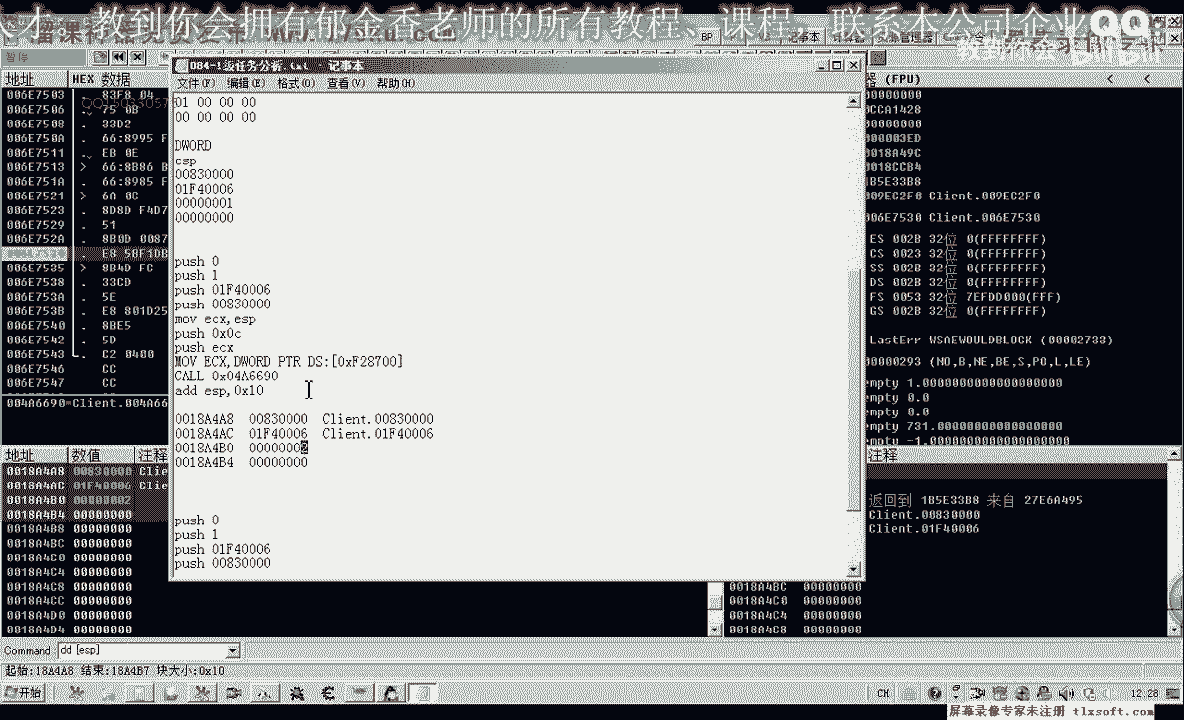 教到你会拥有郁金香老师的所有教程、课程,联系本公司企业QQ
084-1级任务分析.txt - 记事本
文件(F) 编辑(E) 格式(O) 查看(V) 帮助(H)
01 00 00 00
00 00 00 00
DWORD
esp
00830000
01F40006
00000001
00000000
push 0
push 1
push 01F40006
push 00830000
mov ecx,esp
push 0x0c
push ecx
MOV ECX,DWORD PTR DS:[0xF28700]
CALL 0x04A6690
add esp,0x10
0018A4A8 00830000 Client.00830000
0018A4AC 01F40006 Client.01F40006
0018A4B0 00000002
0018A4B4 00000000
push 0
push 1
push 01F40006
push 00830000
地址 HEX 数据
006E7503 83F8 04
006E7506 75 0B
006E7508 33D2
006E750A 66:8995 F
006E7511 EB 0E
006E7513 66:8B86 B
006E751A 66:8985 F
006E7521 6A 0C
006E7523 8D8D F4D7
006E7529 51
006E752A 8B0D 0087
E8 58F1DB
006E7535 8B4D FC
006E7538 33CD
006E753A 5E
006E753B E8 801D25
006E7540 8BE5
006E7542 5D
006E7543 C2 0400
006E7546 CC
006E7547 CC
004A6690=Client.004A66
(FPU)
00000000
0CCA1428
00000000
000003ED
0018A49C
0018CCB4
1B5E33B8
009EC2F0 Client.009EC2F0
006E7530 Client.006E7530
ES 002B 32位 0(FFFFFFFF)
CS 0023 32位 0(FFFFFFFF)
SS 002B 32位 0(FFFFFFFF)
DS 002B 32位 0(FFFFFFFF)
FS 0053 32位 7EFDD000(FFF)
GS 002B 32位 0(FFFFFFFF)
LastErr WSAEWOULDBLOCK (00002733)
00000293 (NO,B,NE,BE,S,PO,L,LE)
empty 1.0000000000000000000
empty 0.0
empty 0.0
empty 731.00000000000000000
地址 数值 注释
0018A4A8 00830000 Clie
0018A4AC 01F40006 Clie
0018A4B0 00000002
0018A4B4 00000000
0018A4B8 00000000
0018A4BC 00000000
0018A4C0 00000000
0018A4C4 00000000
0018A4C8 00000000
0018A4CC 00000000
0018A4D0 00000000
0018A4D4 00000000
注释
返回到 1B5E33B8 来自 27E6A495
Client.00830000
Client.01F40006
0018A4BC 00000000
0018A4C0 00000000
0018A4C4 00000000
0018A4C8 00000000
Command dd [esp]
起始:18A4A8 结束:18A4B7 块大小:0x10
开始
CH
12:28
屏幕录像专家未注册 tlxsoft.com